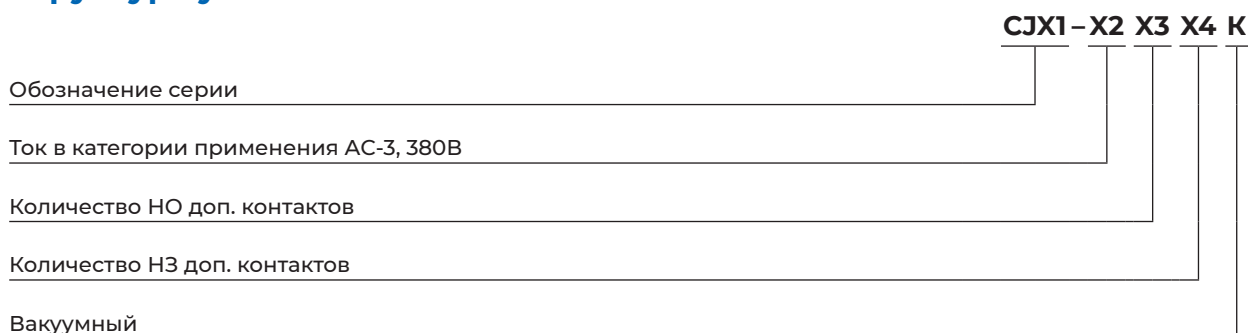 CJX1 – X2 X3 X4 К
Обозначение серии
Ток в категории применения АС-3, 380В
Количество НО доп. контактов
Количество НЗ доп. контактов
Вакуумный